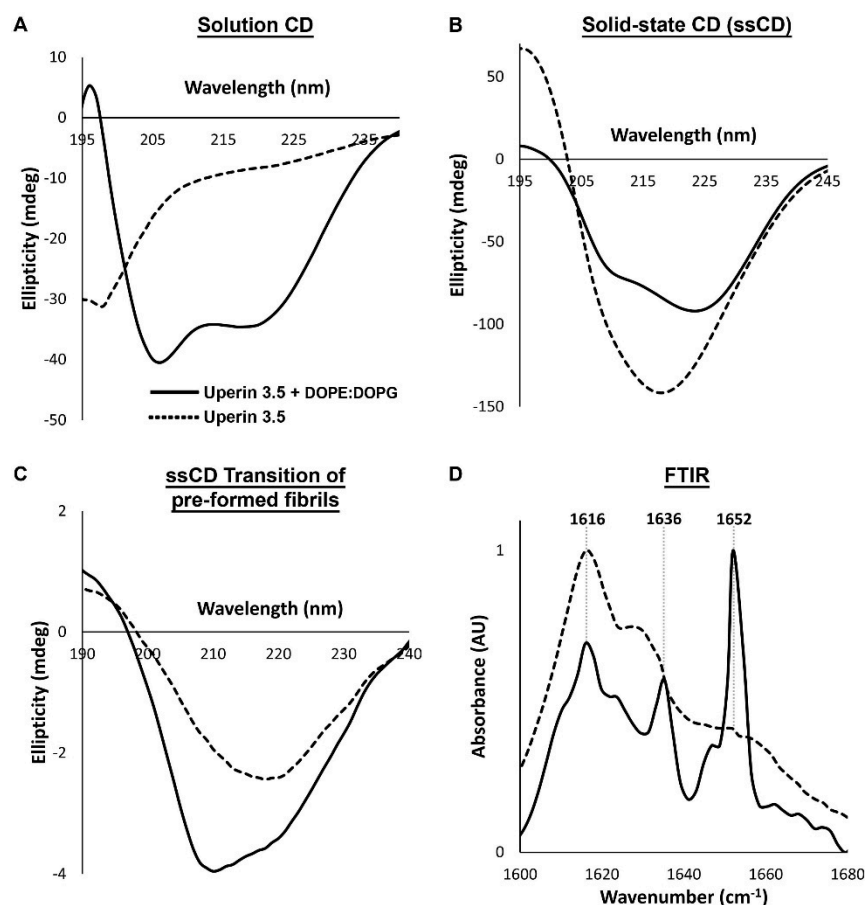 A
Solution CD
10
Wavelength (nm)
0
195 205 215 225 235
-10
-20
-30
-40
-50
Ellipticity (mdeg)
Uperin 3.5 + DOPE:DOPG
Uperin 3.5
B
Solid-state CD (ssCD)
50
Wavelength (nm)
0
195 205 215 225 235 245
-50
-100
-150
Ellipticity (mdeg)
C
ssCD Transition of
pre-formed fibrils
2
Wavelength (nm)
0
190 200 210 220 230 240
-2
-4
Ellipticity (mdeg)
D
FTIR
1616 1636 1652
1
Absorbance (AU)
0
1600 1620 1640 1660 1680
Wavenumber (cm⁻¹)